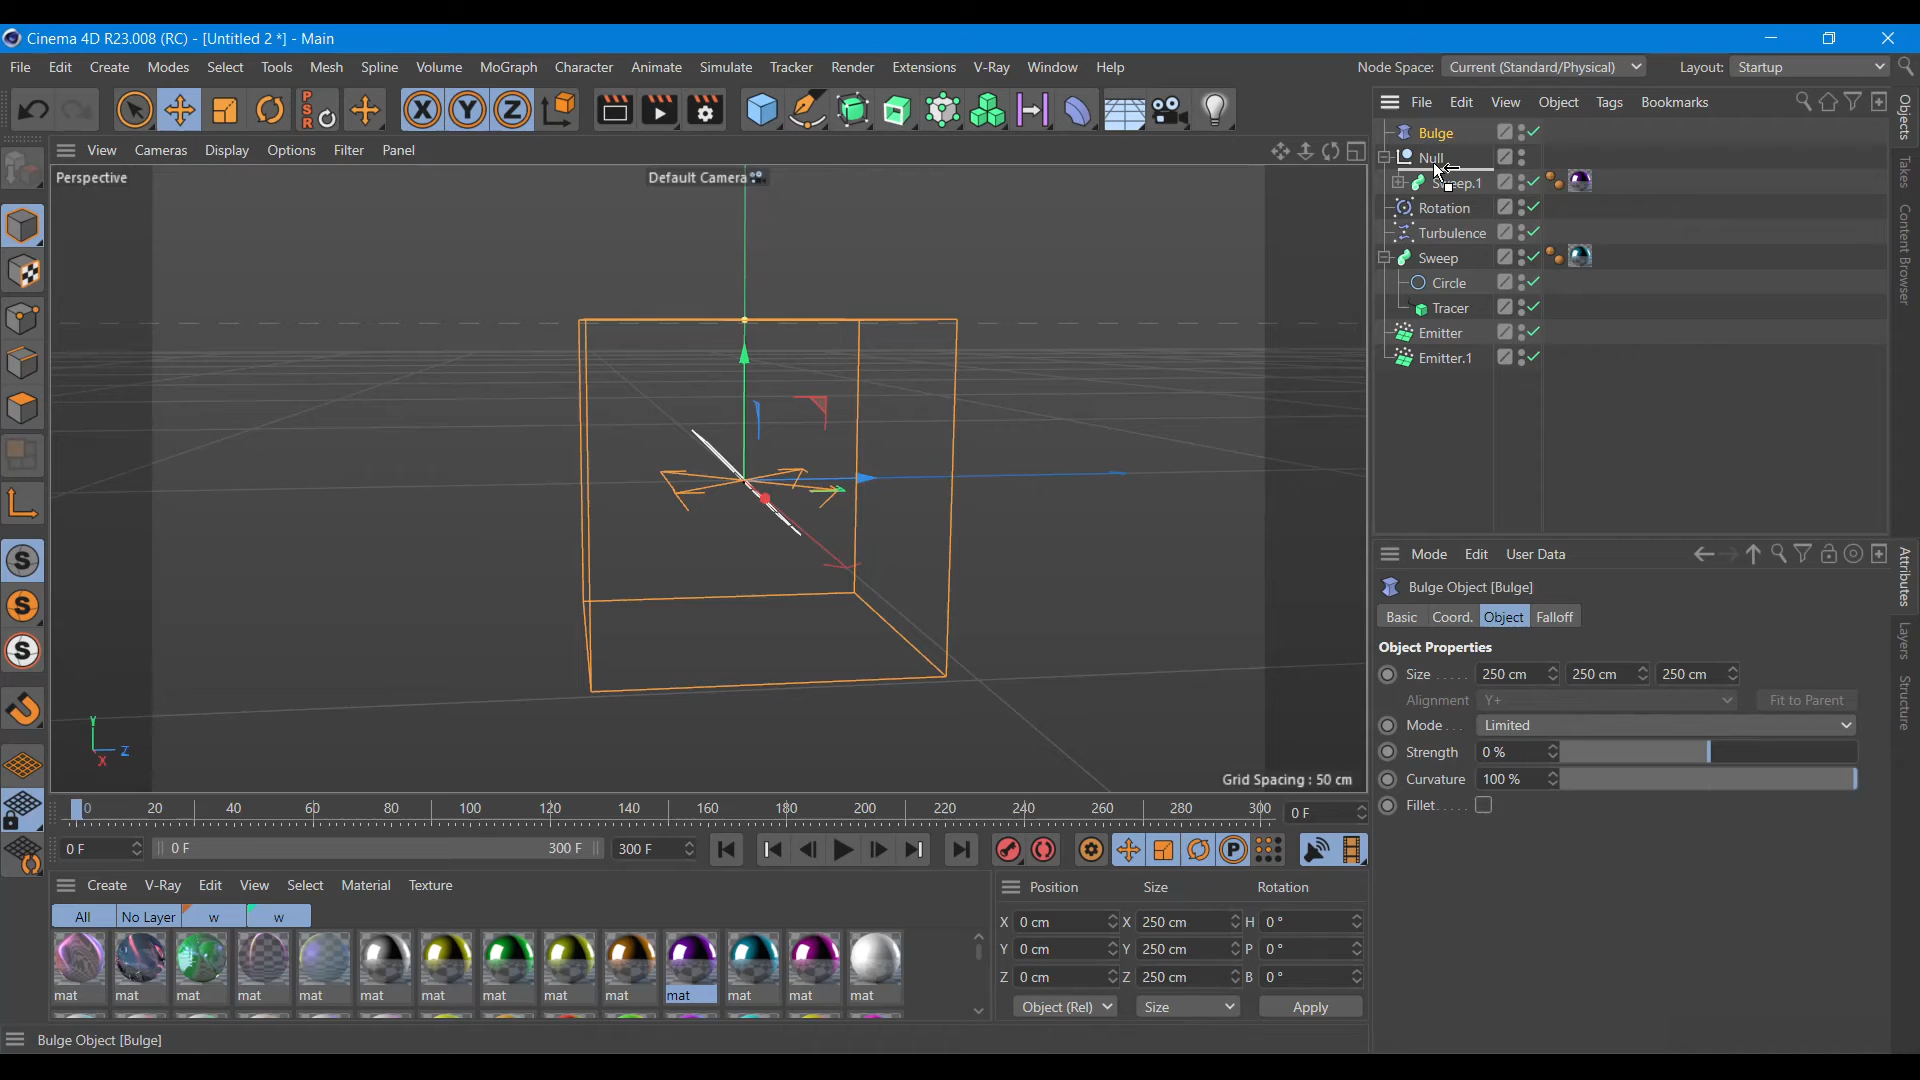 Cinema 4D R23.008 (RC) - [Untitled 2 *] - Main
File Edit Create Modes Select Tools Mesh Spline Volume MoGraph Character Animate Simulate Tracker Render Extensions V-Ray Window Help Node Space: Current (Standard/Physical) Layout: Startup
PSR X Y Z
File Edit View Object Tags Bookmarks
View Cameras Display Options Filter Panel
Perspective
Default Camera
Bulge
Null
Sweep.1
Rotation
Turbulence
Sweep
Circle
Tracer
Emitter
Emitter.1
Objects
Takes
Content Browser
S
S
S
Y
Z
X
Grid Spacing : 50 cm
Mode Edit User Data
Bulge Object [Bulge]
Basic Coord. Object Falloff
Object Properties
Size 250 cm 250 cm 250 cm
Alignment Y+ Fit to Parent
Mode Limited
Strength 0 %
Curvature 100 %
Fillet
Attributes
Layers
Structure
0 20 40 60 80 100 120 140 160 180 200 220 240 260 280 300 0 F
0 F 0 F 300 F 300 F P
Create V-Ray Edit View Select Material Texture
All No Layer w w
mat mat mat mat mat mat mat mat mat mat mat mat mat mat
Position Size Rotation
X 0 cm X 250 cm H 0 °
Y 0 cm Y 250 cm P 0 °
Z 0 cm Z 250 cm B 0 °
Object (Rel) Size Apply
Bulge Object [Bulge]